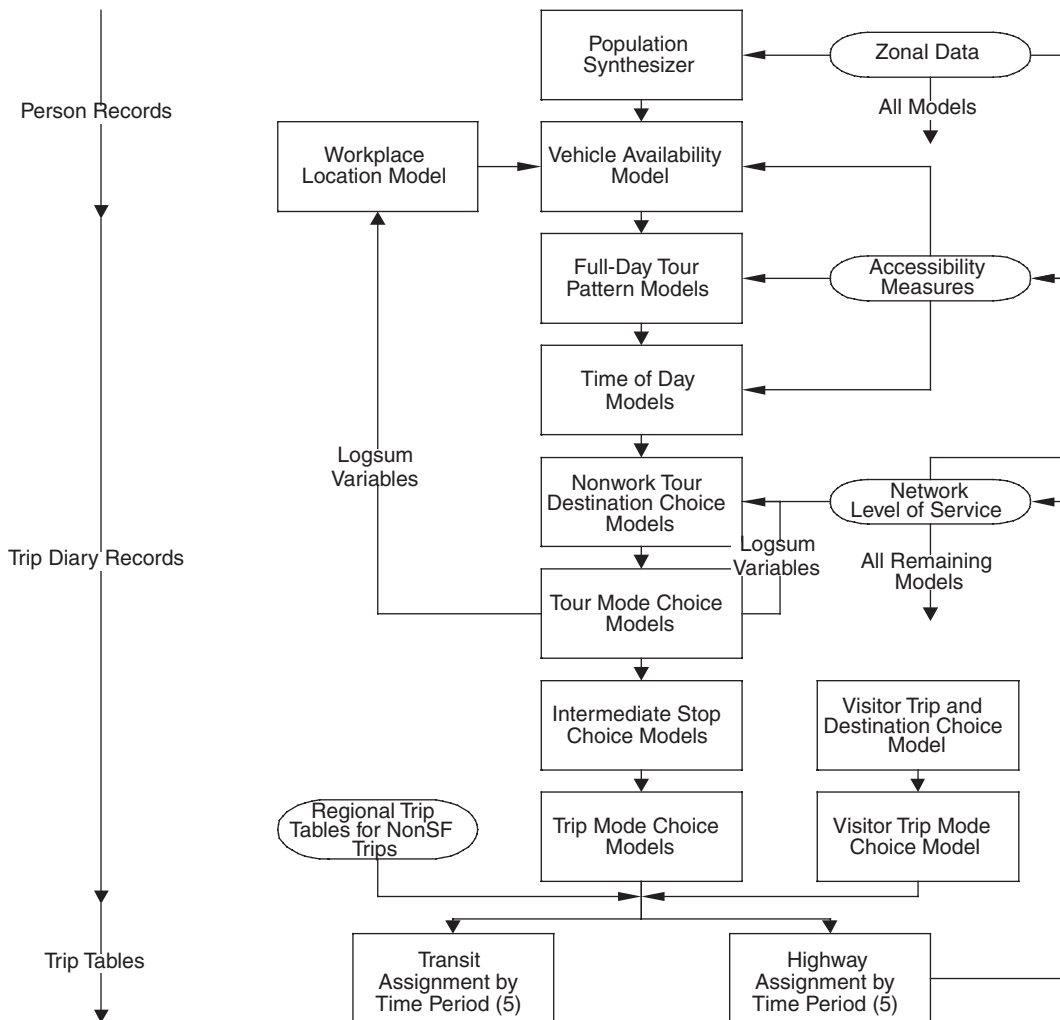 Population
Synthesizer
Zonal Data
All Models
Person Records
Workplace
Location Model
Vehicle Availability
Model
Full-Day Tour
Pattern Models
Accessibility
Measures
Time of Day
Models
Logsum
Variables
Nonwork Tour
Destination Choice
Models
Network
Level of Service
Logsum
Variables
All Remaining
Models
Trip Diary Records
Tour Mode Choice
Models
Intermediate Stop
Choice Models
Visitor Trip and
Destination Choice
Model
Regional Trip
Tables for NonSF
Trips
Trip Mode Choice
Models
Visitor Trip Mode
Choice Model
Trip Tables
Transit
Assignment by
Time Period (5)
Highway
Assignment by
Time Period (5)